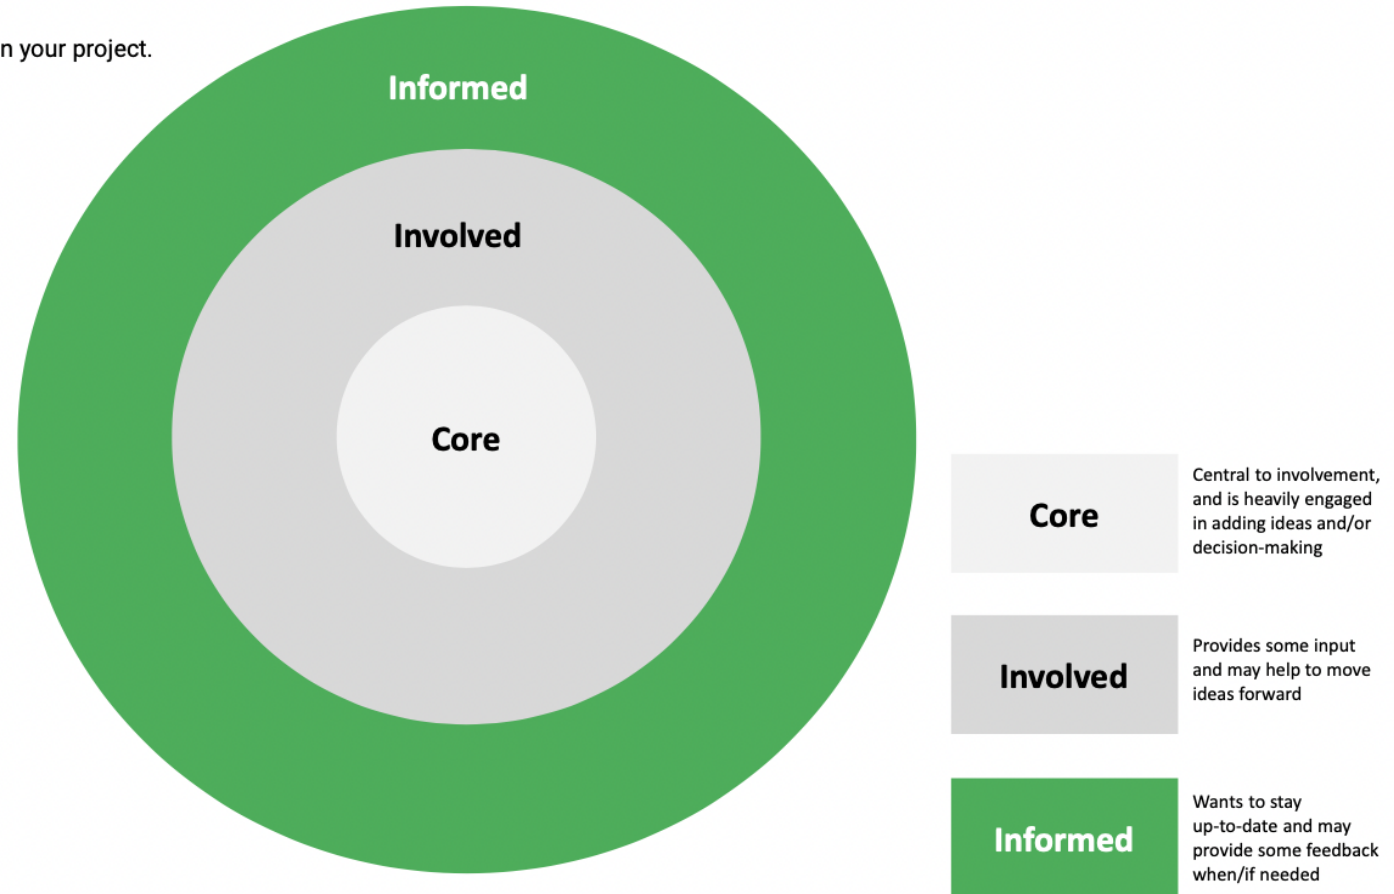 n your project.
Informed
Involved
Core
Core
Central to involvement,
and is heavily engaged
in adding ideas and/or
decision-making
Involved
Provides some input
and may help to move
ideas forward
Informed
Wants to stay
up-to-date and may
provide some feedback
when/if needed